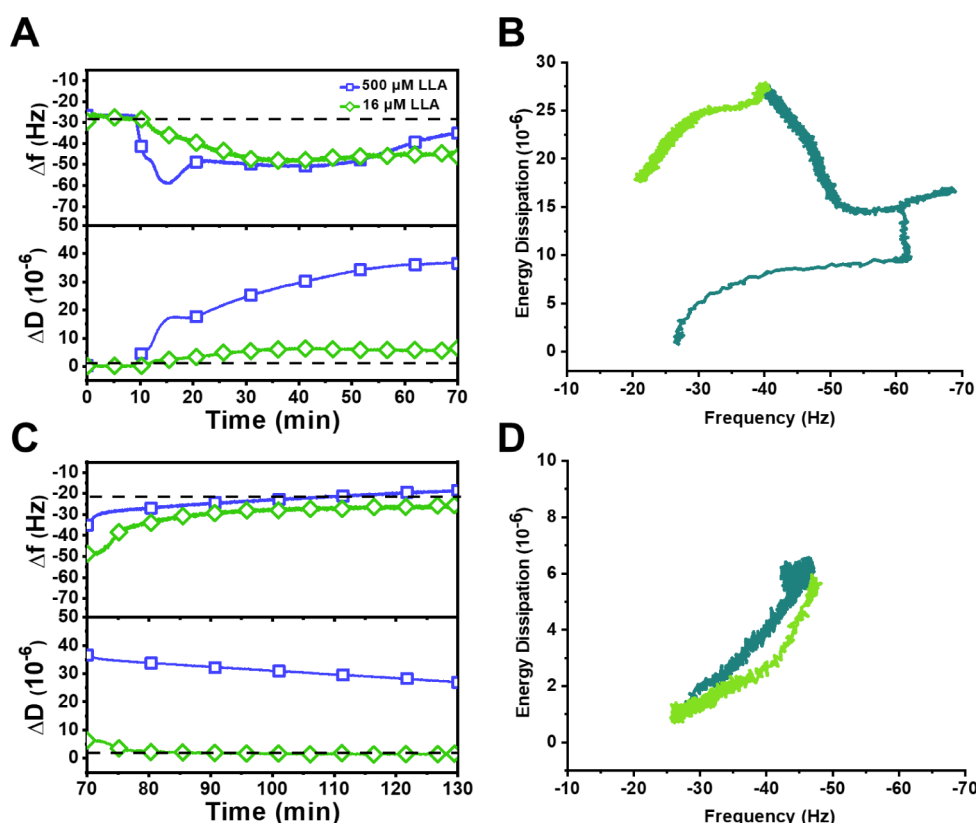 A
-10
-20
-30
-40
-50
-60
-70
50
40
30
20
10
0
Δf (Hz)
ΔD (10⁻⁶)
500 µM LLA
16 µM LLA
0 10 20 30 40 50 60 70
Time (min)
B
30
25
20
15
10
5
0
Energy Dissipation (10⁻⁶)
-10 -20 -30 -40 -50 -60 -70
Frequency (Hz)
C
-10
-20
-30
-40
-50
-60
-70
50
40
30
20
10
0
Δf (Hz)
ΔD (10⁻⁶)
70 80 90 100 110 120 130
Time (min)
D
10
8
6
4
2
0
Energy Dissipation (10⁻⁶)
-10 -20 -30 -40 -50 -60 -70
Frequency (Hz)